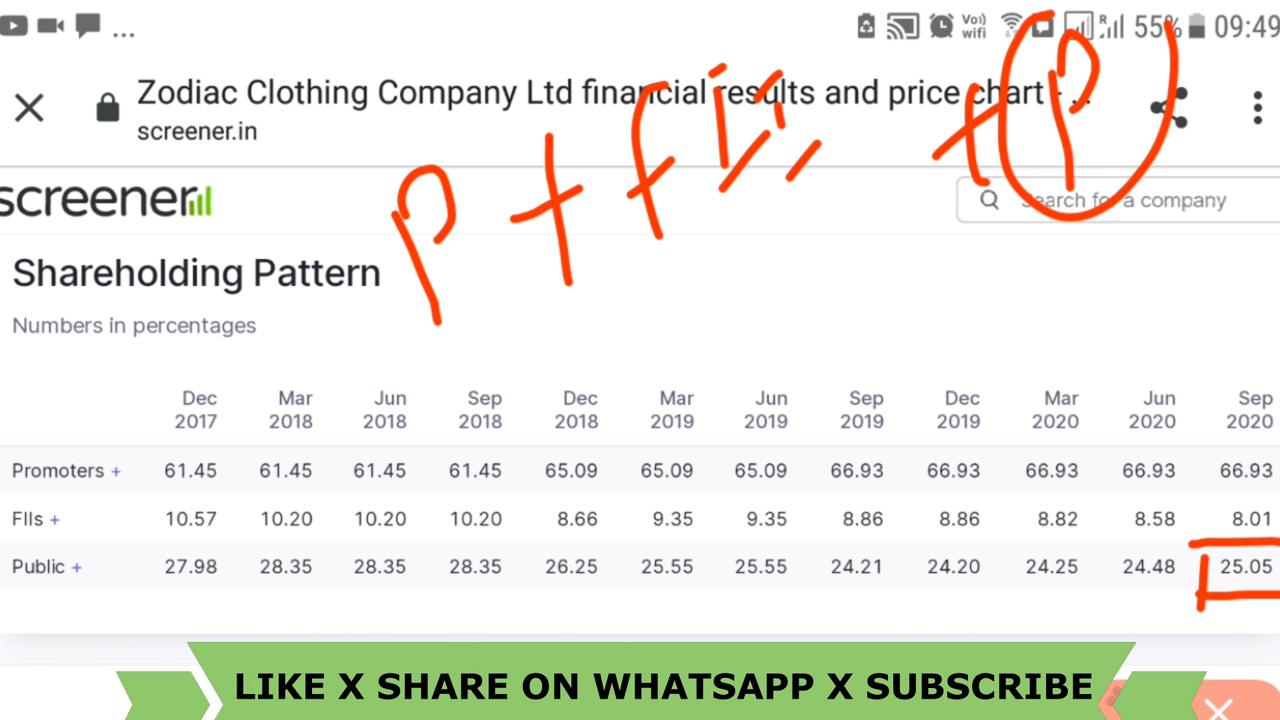 ... Vo)) wifi R 55% 09:49
Zodiac Clothing Company Ltd financial results and price chart - ...
screener.in
P + fii, + P
screener
Search for a company
Shareholding Pattern
Numbers in percentages
Dec 2017 Mar 2018 Jun 2018 Sep 2018 Dec 2018 Mar 2019 Jun 2019 Sep 2019 Dec 2019 Mar 2020 Jun 2020 Sep 2020
Promoters + 61.45 61.45 61.45 61.45 65.09 65.09 65.09 66.93 66.93 66.93 66.93 66.93
FIIs + 10.57 10.20 10.20 10.20 8.66 9.35 9.35 8.86 8.86 8.82 8.58 8.01
Public + 27.98 28.35 28.35 28.35 26.25 25.55 25.55 24.21 24.20 24.25 24.48 25.05
LIKE X SHARE ON WHATSAPP X SUBSCRIBE